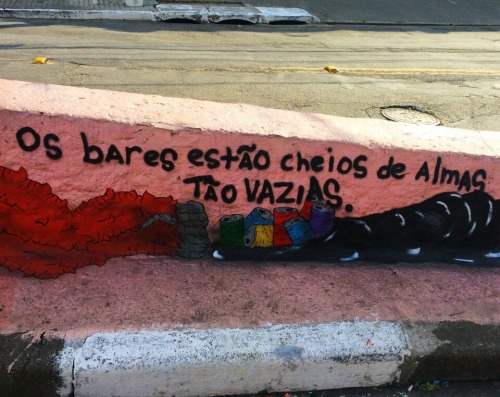 Os bares estão cheios de Almas
Tão VAZIAS.